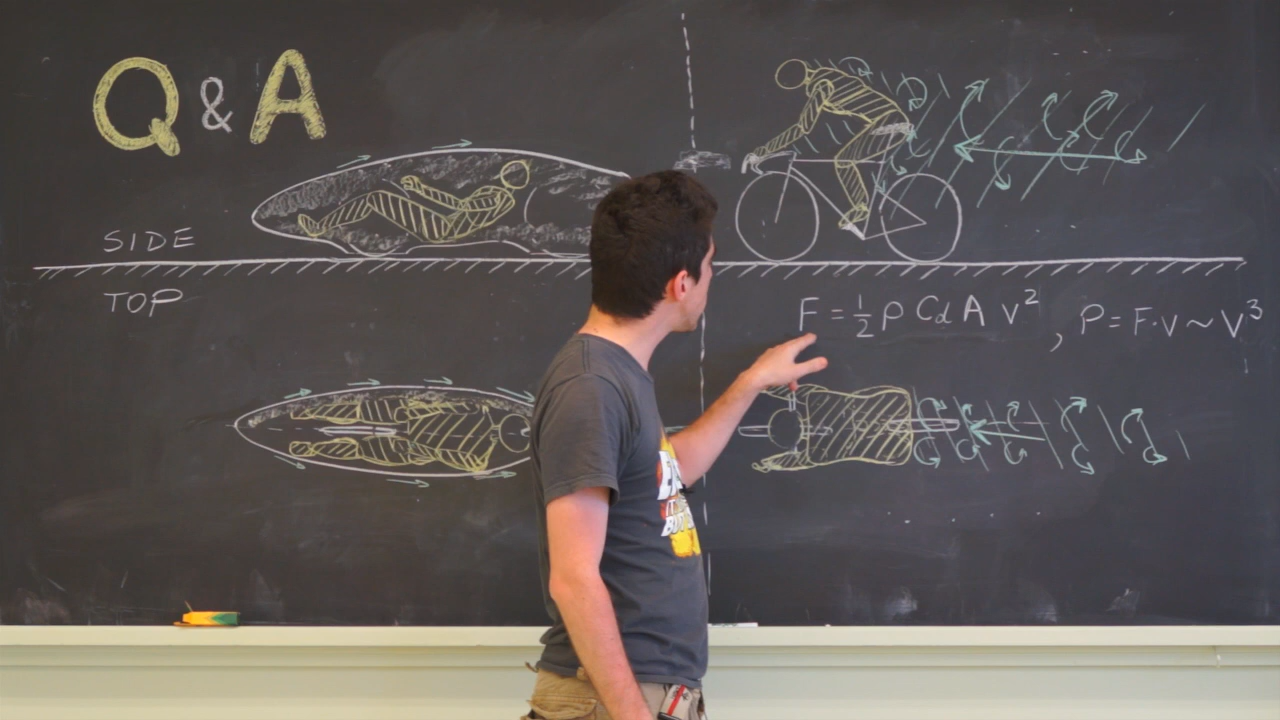 Q & A
SIDE
TOP
F = ½ ρ Cd A v², P = F·v ~ v³